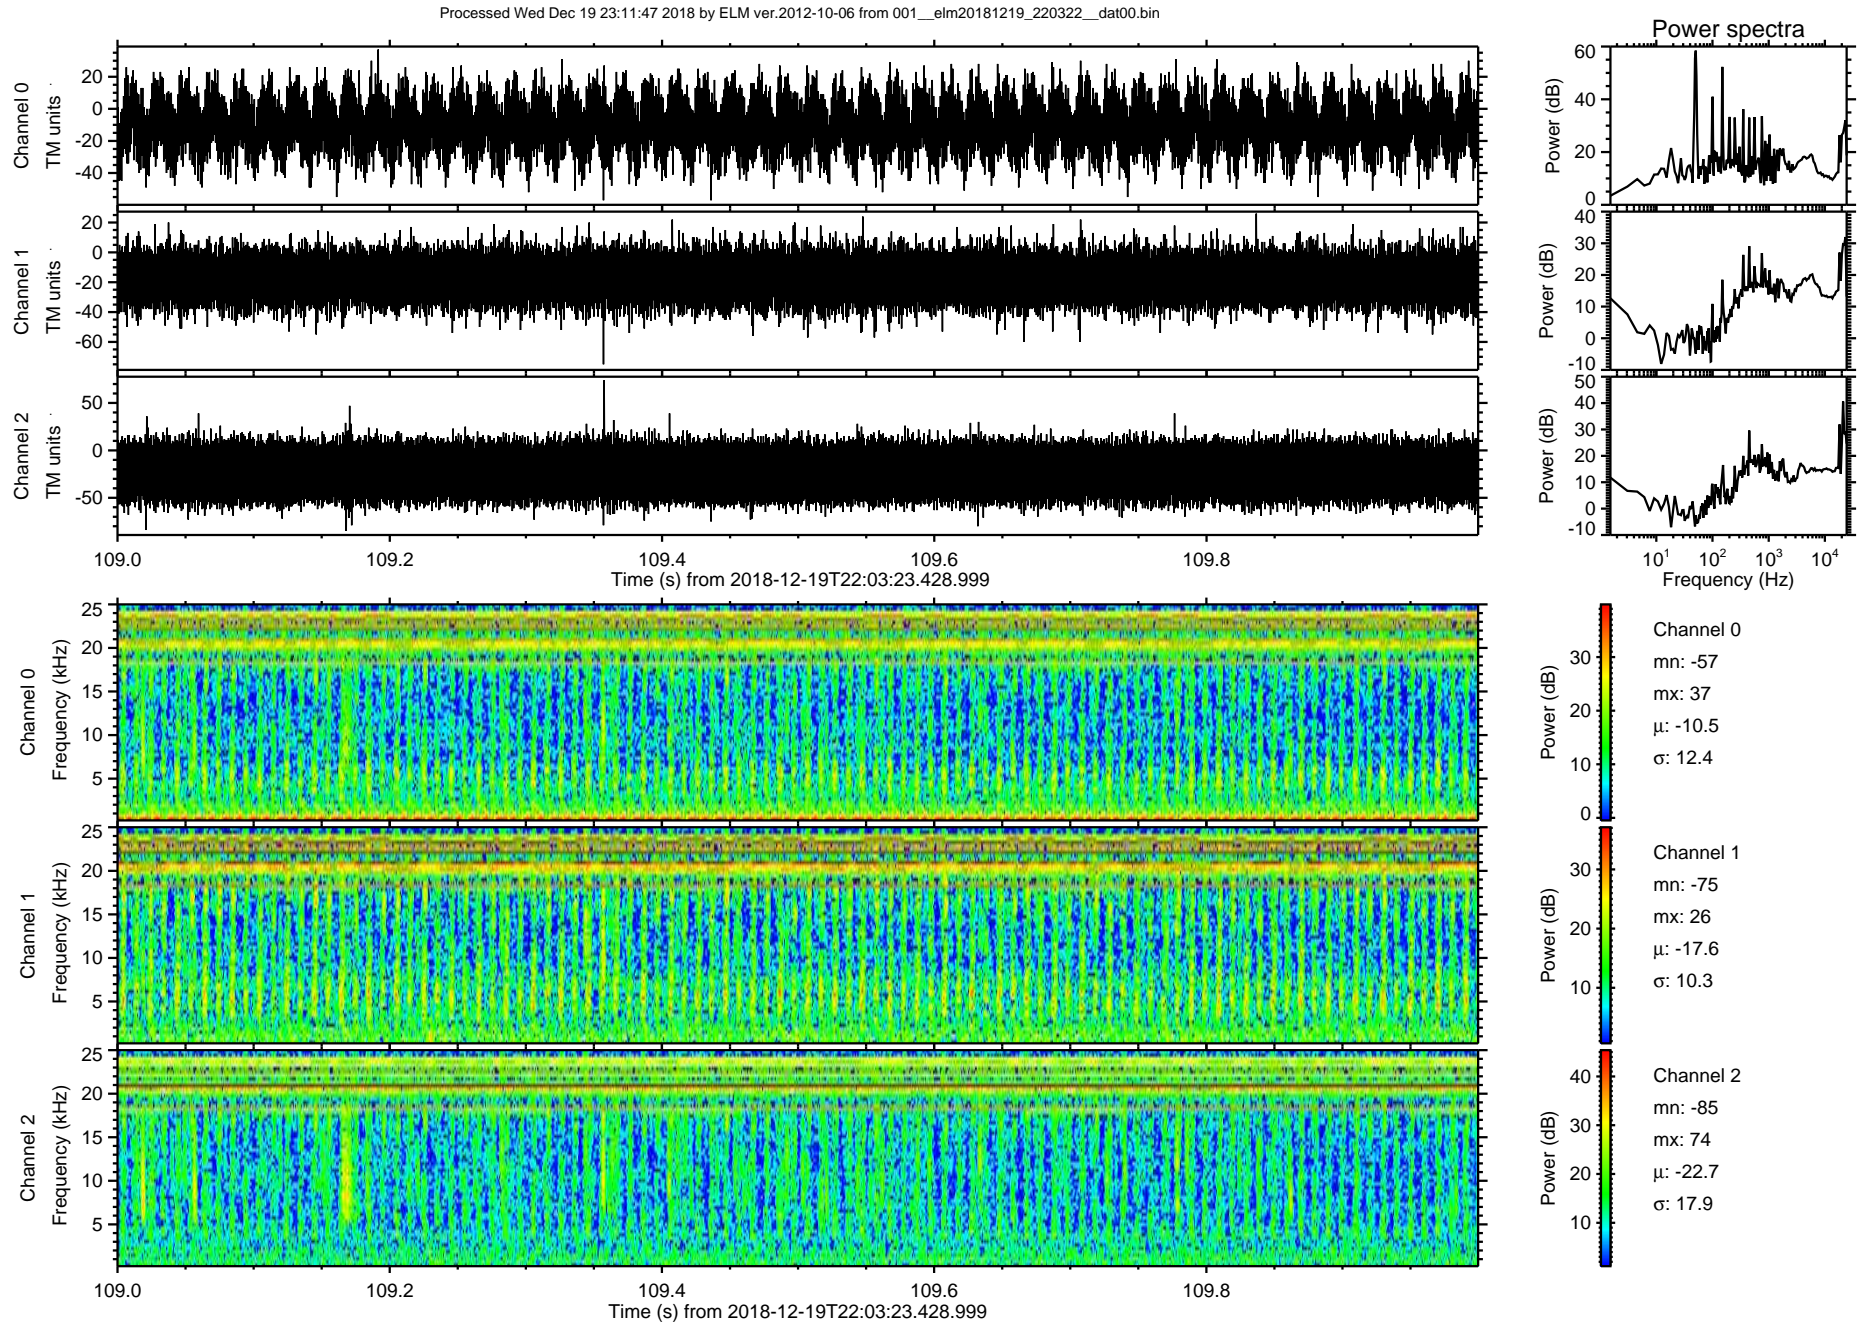 Processed Wed Dec 19 23:11:47 2018 by ELM ver.2012-10-06 from 001__elm20181219_220322__dat00.bin
Power spectra
Channel 0
TM units
20
0
-20
-40
Power (dB)
60
40
20
0
Channel 1
TM units
20
0
-20
-40
-60
Power (dB)
40
30
20
10
0
-10
Channel 2
TM units
50
0
-50
Power (dB)
50
40
30
20
10
0
-10
109.0 109.2 109.4 109.6 109.8
Time (s) from 2018-12-19T22:03:23.428.999
10^1 10^2 10^3 10^4
Frequency (Hz)
Channel 0
Frequency (kHz)
25
20
15
10
5
Power (dB)
30
20
10
0
Channel 0
mn: -57
mx: 37
μ: -10.5
σ: 12.4
Channel 1
Frequency (kHz)
25
20
15
10
5
Power (dB)
30
20
10
Channel 1
mn: -75
mx: 26
μ: -17.6
σ: 10.3
Channel 2
Frequency (kHz)
25
20
15
10
5
Power (dB)
40
30
20
10
Channel 2
mn: -85
mx: 74
μ: -22.7
σ: 17.9
109.0 109.2 109.4 109.6 109.8
Time (s) from 2018-12-19T22:03:23.428.999